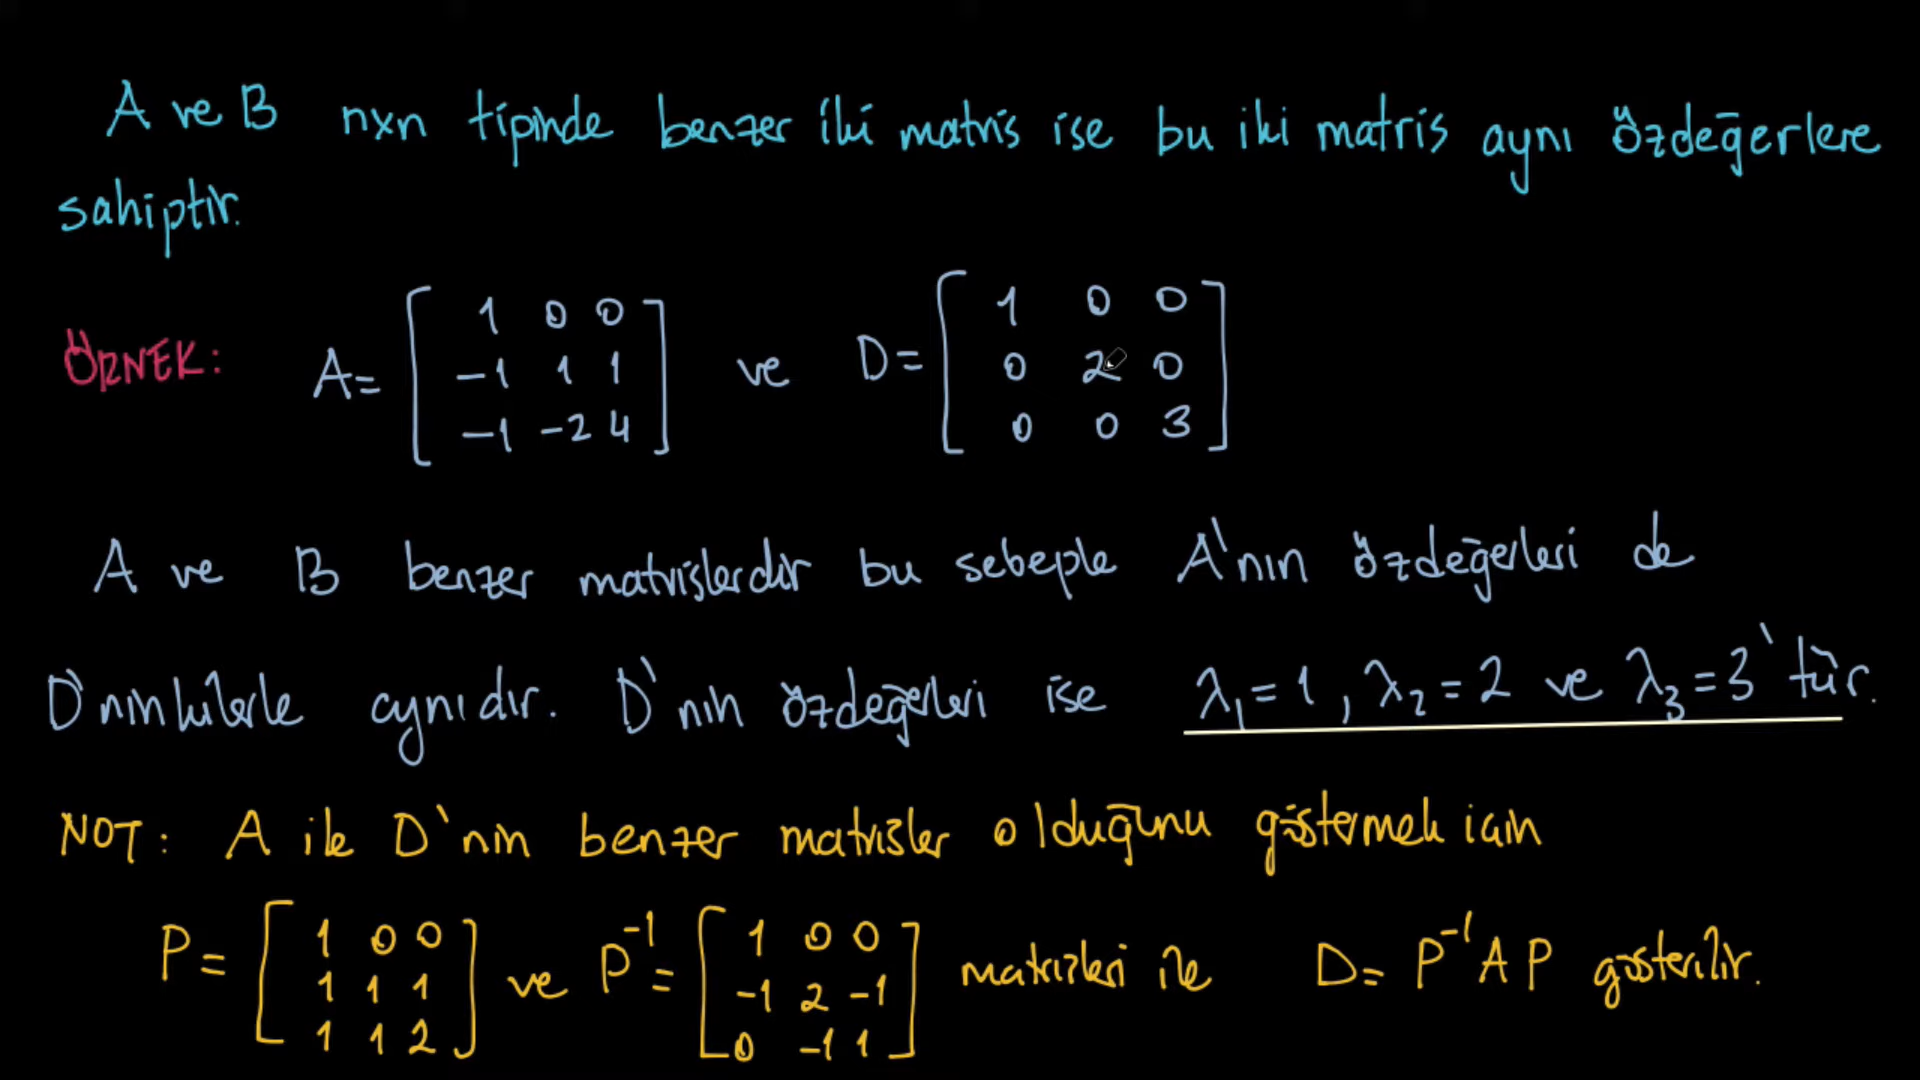 A ve B nxn tipinde benzer iki matris ise bu iki matris aynı özdeğerlere
sahiptir.
ÖRNEK: A= [ 1 0 0 ve D= [ 1 0 0
-1 1 1 0 2 0
-1 -2 4 ] 0 0 3 ]
A ve B benzer matrislerdir bu sebeple A'nın özdeğerleri de
D'ninkilerle aynıdır. D'nin özdeğerleri ise λ₁=1, λ₂=2 ve λ₃=3'tür.
NOT: A ile D'nin benzer matrisler olduğunu göstermek için
P= [ 1 0 0 ve P⁻¹= [ 1 0 0 matrisleri ile D= P⁻¹AP gösterilir.
1 1 1 -1 2 -1
1 1 2 ] 0 -1 1 ]